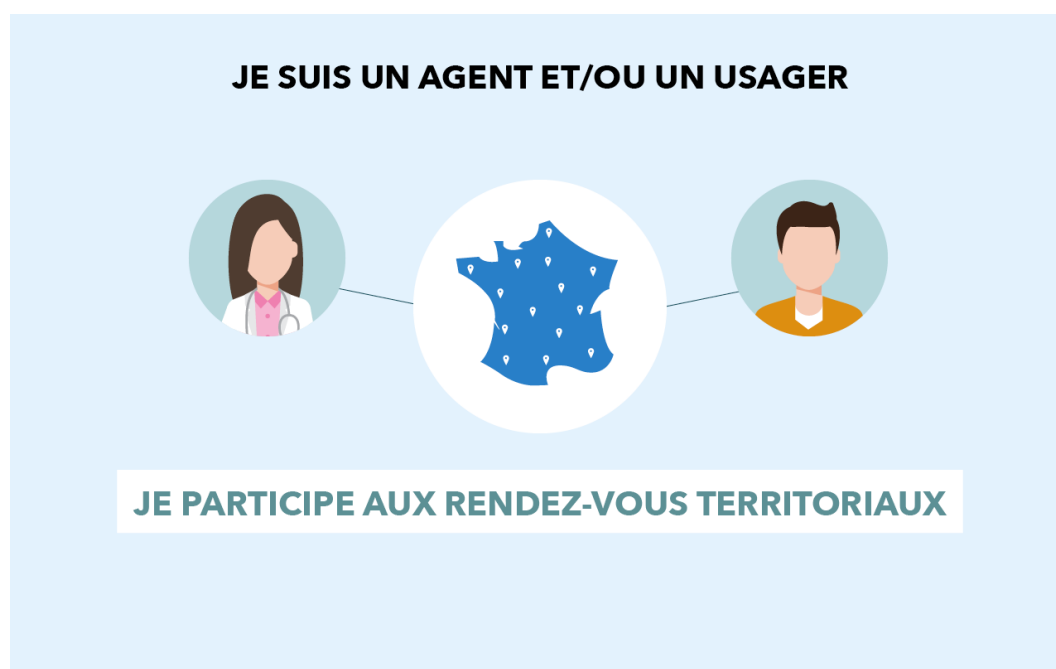 JE SUIS UN AGENT ET/OU UN USAGER
JE PARTICIPE AUX RENDEZ-VOUS TERRITORIAUX